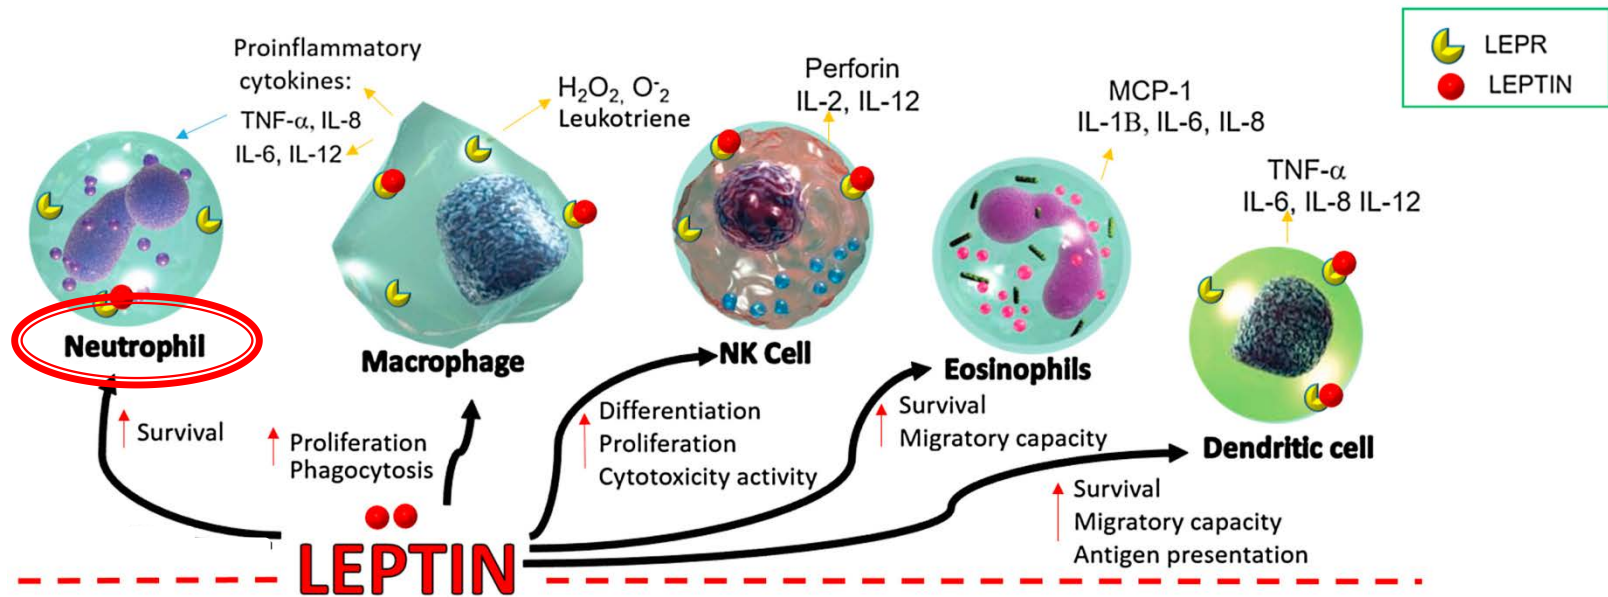 Proinflammatory
cytokines:
TNF-α, IL-8
IL-6, IL-12
H₂O₂, O⁻₂
Leukotriene
Perforin
IL-2, IL-12
MCP-1
IL-1B, IL-6, IL-8
TNF-α
IL-6, IL-8 IL-12
LEPR
LEPTIN
Neutrophil
Macrophage
NK Cell
Eosinophils
Dendritic cell
Survival
Proliferation
Phagocytosis
Differentiation
Proliferation
Cytotoxicity activity
Survival
Migratory capacity
Survival
Migratory capacity
Antigen presentation
LEPTIN